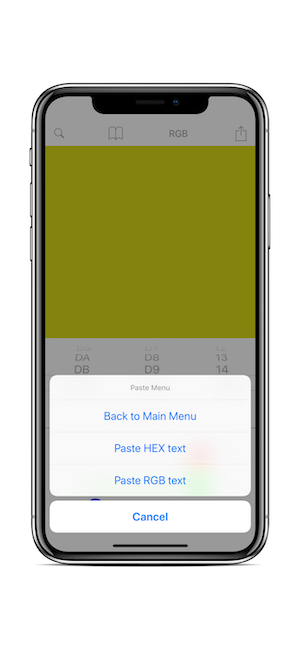 RGB
DA D8 13
DB D9 14
Paste Menu
Back to Main Menu
Paste HEX text
Paste RGB text
Cancel